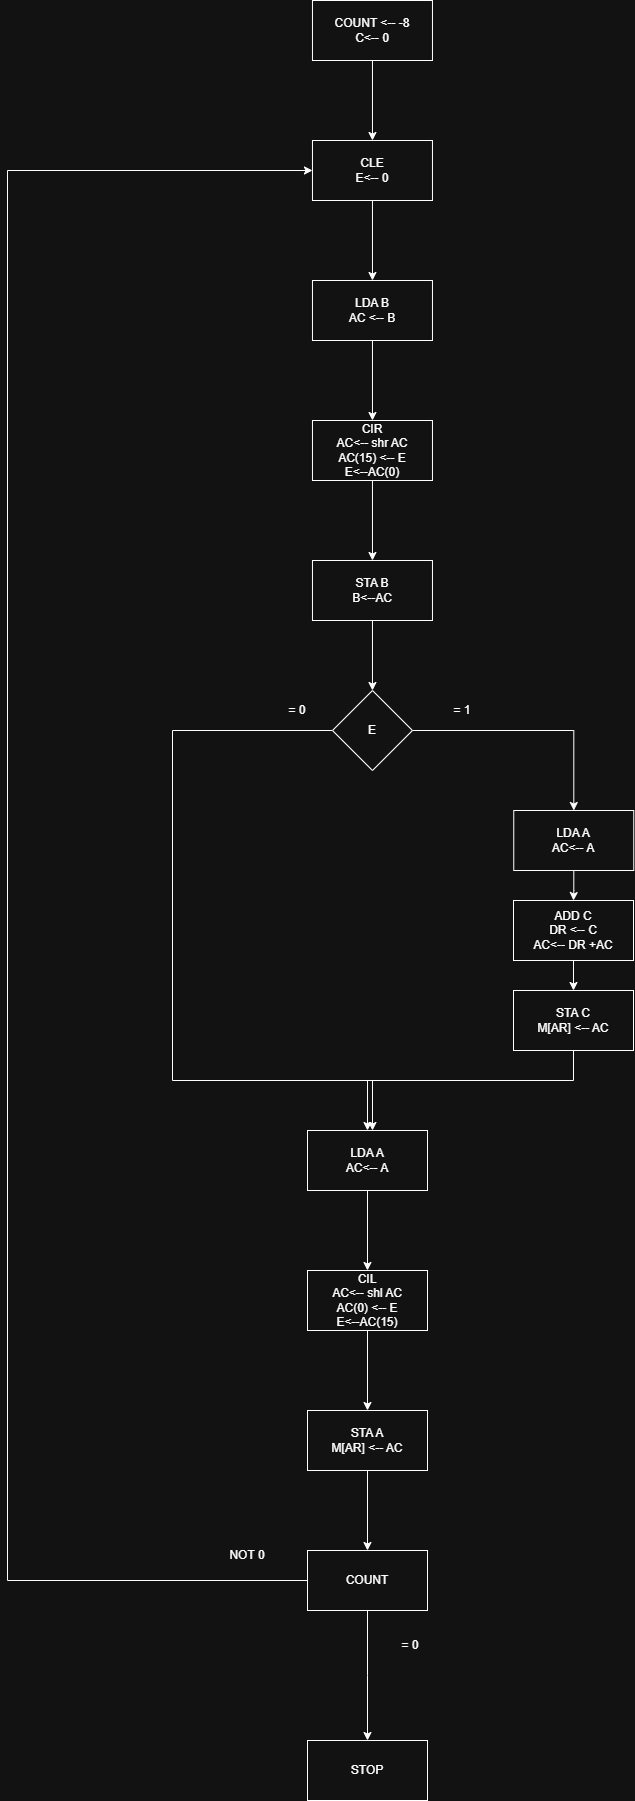 COUNT <-- -8
C<-- 0
CLE
E<-- 0
LDA B
AC <-- B
CIR
AC<-- shr AC
AC(15) <-- E
E<--AC(0)
STA B
B<--AC
= 0
= 1
E
LDA A
AC<-- A
ADD C
DR <-- C
AC<-- DR +AC
STA C
M[AR] <-- AC
LDA A
AC<-- A
CIL
AC<-- shl AC
AC(0) <-- E
E<--AC(15)
STA A
M[AR] <-- AC
NOT 0
COUNT
= 0
STOP